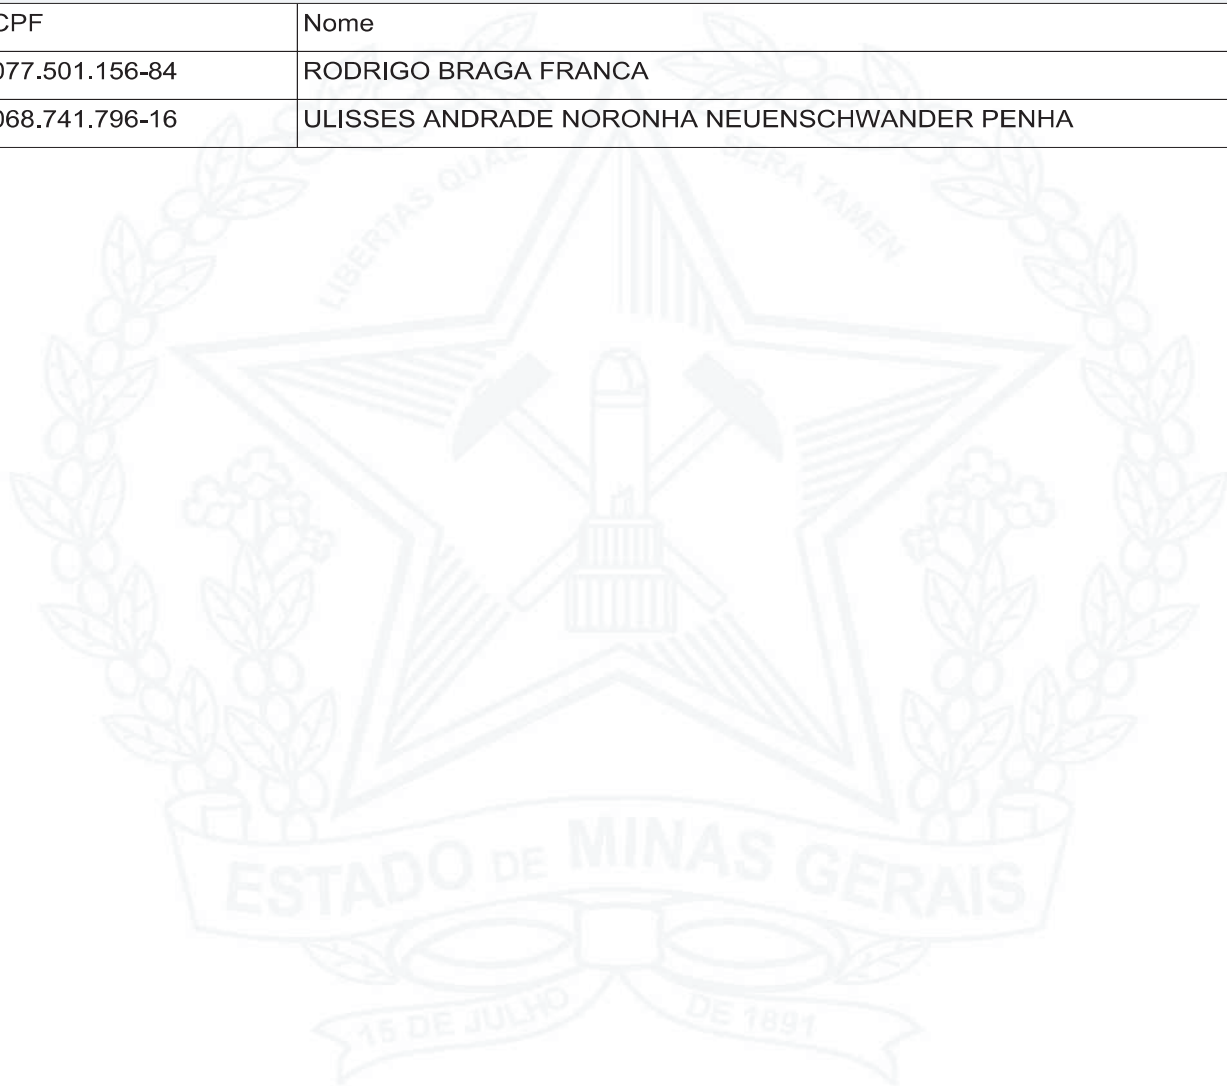 CPF Nome
077.501.156-84 RODRIGO BRAGA FRANCA
068.741.796-16 ULISSES ANDRADE NORONHA NEUENSCHWANDER PENHA
LIBERTAS QUAE SERA TAMEN
ESTADO DE MINAS GERAIS
15 DE JULHO DE 1891